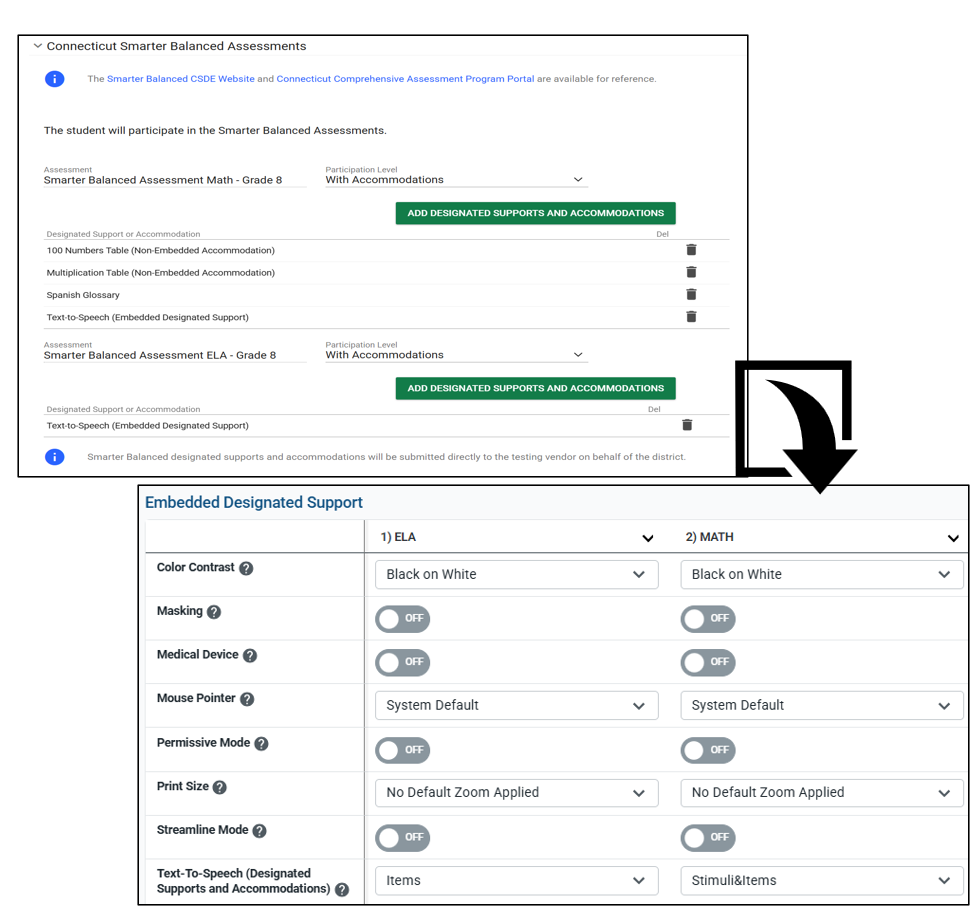 Connecticut Smarter Balanced Assessments
The Smarter Balanced CSDE Website and Connecticut Comprehensive Assessment Program Portal are available for reference.
The student will participate in the Smarter Balanced Assessments.
Assessment Participation Level
Smarter Balanced Assessment Math - Grade 8 With Accommodations
ADD DESIGNATED SUPPORTS AND ACCOMMODATIONS
Designated Support or Accommodation Del
100 Numbers Table (Non-Embedded Accommodation)
Multiplication Table (Non-Embedded Accommodation)
Spanish Glossary
Text-to-Speech (Embedded Designated Support)
Assessment Participation Level
Smarter Balanced Assessment ELA - Grade 8 With Accommodations
ADD DESIGNATED SUPPORTS AND ACCOMMODATIONS
Designated Support or Accommodation Del
Text-to-Speech (Embedded Designated Support)
Smarter Balanced designated supports and accommodations will be submitted directly to the testing vendor on behalf of the district.
Embedded Designated Support
1) ELA 2) MATH
Color Contrast Black on White Black on White
Masking OFF OFF
Medical Device OFF OFF
Mouse Pointer System Default System Default
Permissive Mode OFF OFF
Print Size No Default Zoom Applied No Default Zoom Applied
Streamline Mode OFF OFF
Text-To-Speech (Designated
Supports and Accommodations) Items Stimuli&Items